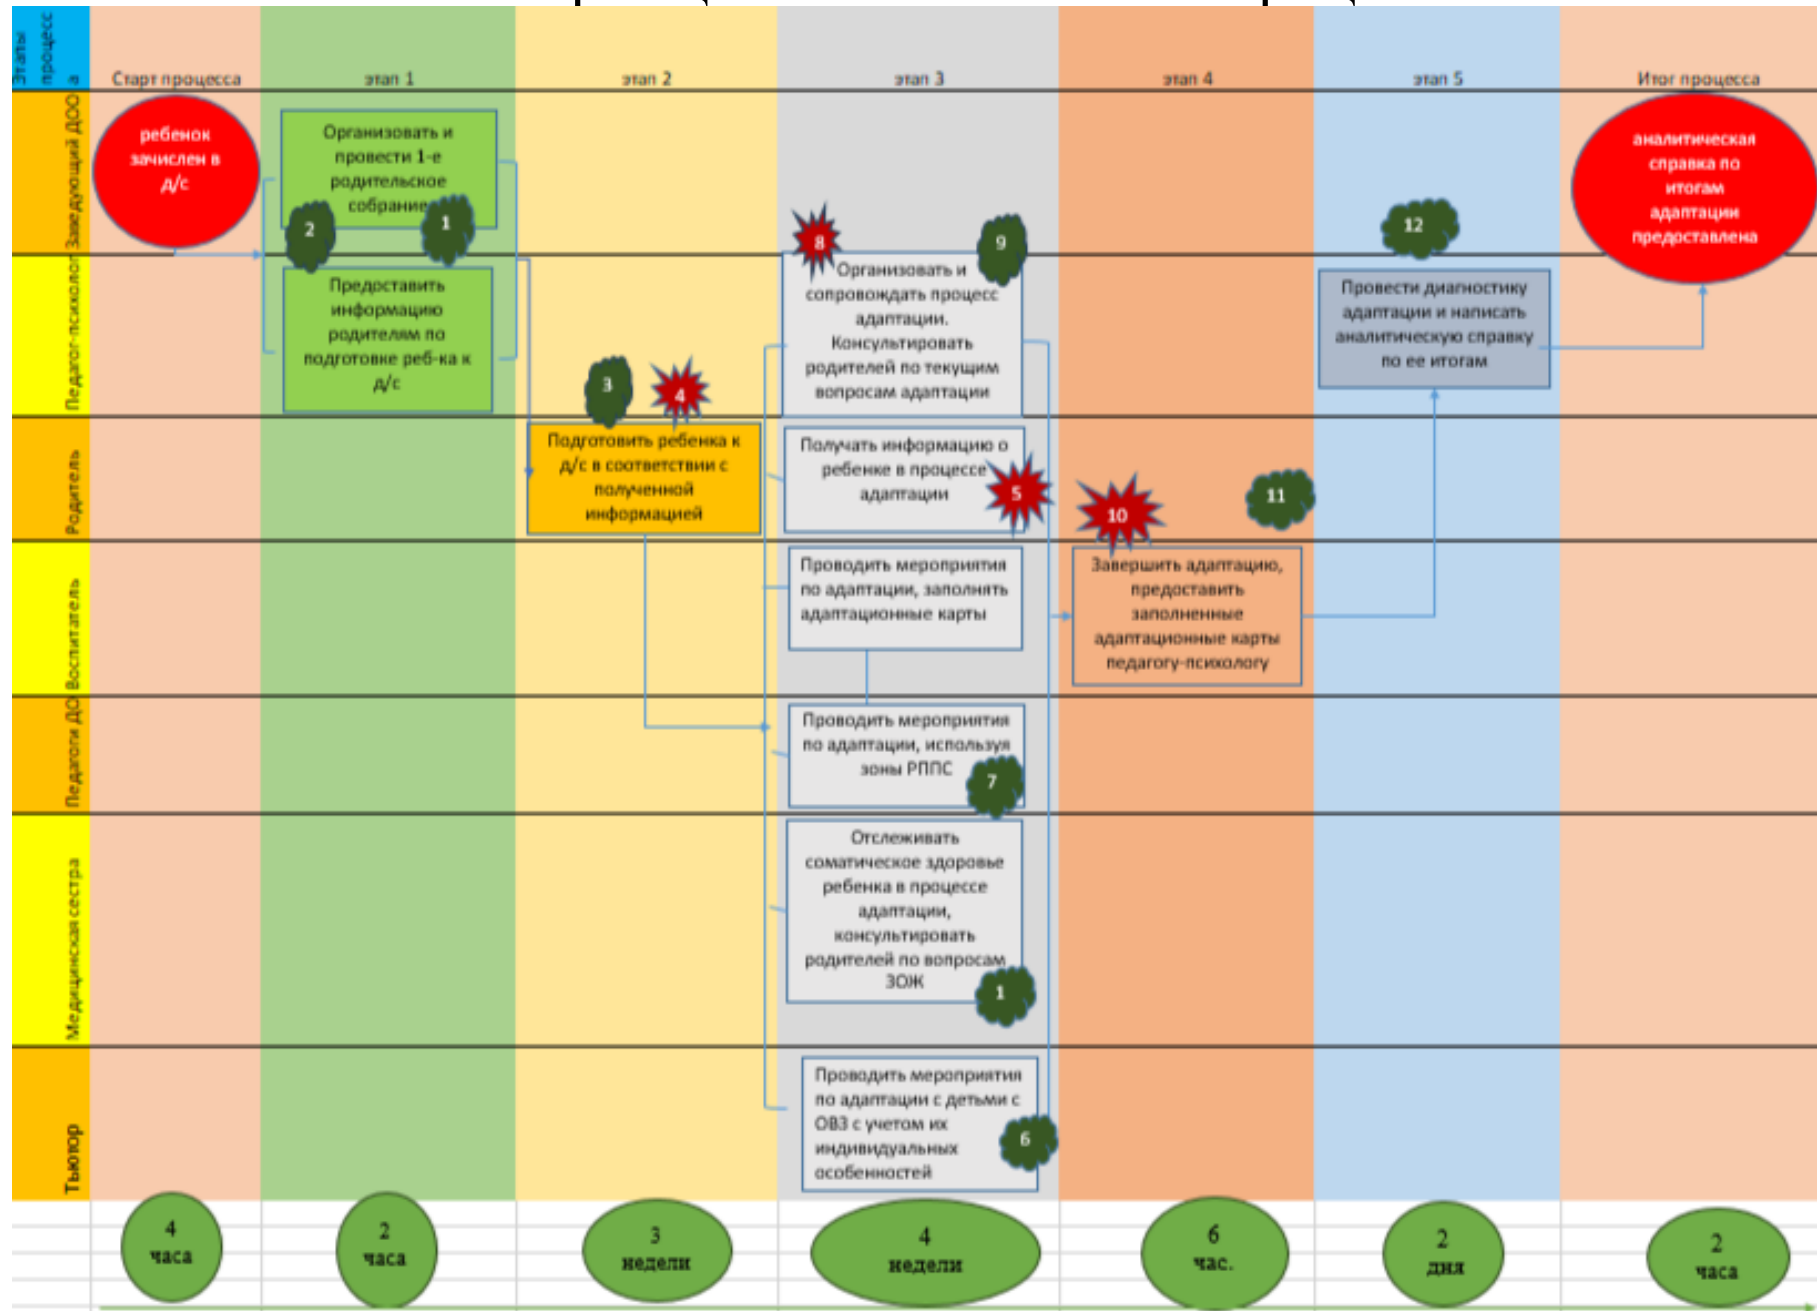 Этапы
процесс
а
Старт процесса
этап 1
этап 2
этап 3
этап 4
этап 5
Итог процесса
Заведующий ДОО
ребенок
зачислен в
д/с
Организовать и
провести 1-е
родительское
собрание
2
1
8
9
12
аналитическая
справка по
итогам
адаптации
предоставлена
Педагог-психолог
Предоставить
информацию
родителям по
подготовке реб-ка к
д/с
3
4
Организовать и
сопровождать процесс
адаптации.
Консультировать
родителей по текущим
вопросам адаптации
Провести диагностику
адаптации и написать
аналитическую справку
по ее итогам
Родитель
Подготовить ребенка к
д/с в соответствии с
полученной
информацией
Получать информацию о
ребенке в процессе
адаптации
5
10
11
Воспитатель
Проводить мероприятия
по адаптации, заполнять
адаптационные карты
Завершить адаптацию,
предоставить
заполненные
адаптационные карты
педагогу-психологу
Педагоги ДО
Проводить мероприятия
по адаптации, используя
зоны РППС
7
Медицинская сестра
Отслеживать
соматическое здоровье
ребенка в процессе
адаптации,
консультировать
родителей по вопросам
ЗОЖ
1
Тьютор
Проводить мероприятия
по адаптации с детьми с
ОВЗ с учетом их
индивидуальных
особенностей
6
4
часа
2
часа
3
недели
4
недели
6
час.
2
дня
2
часа